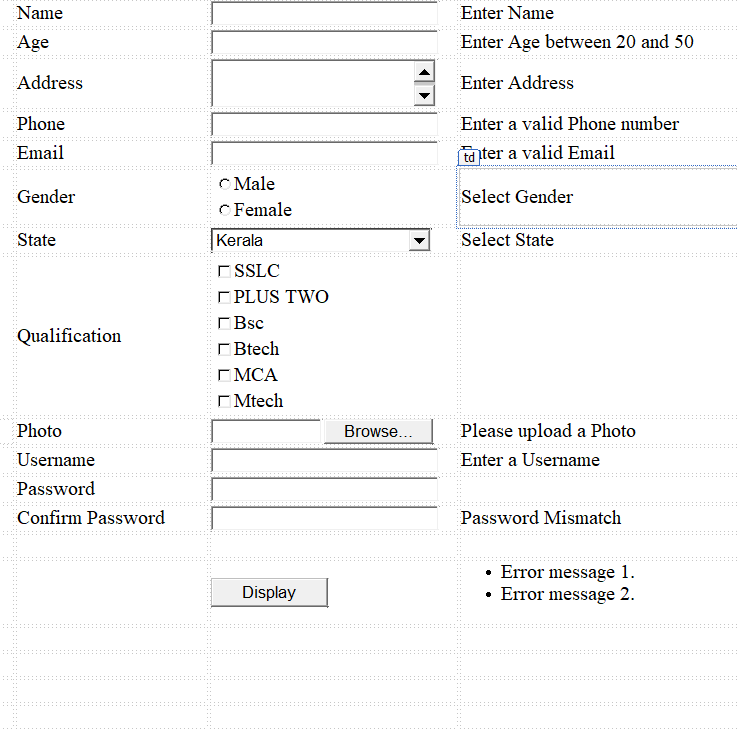 Name Enter Name
Age Enter Age between 20 and 50
Address Enter Address
Phone Enter a valid Phone number
Email Enter a valid Email
td
Gender Male Select Gender
Female
State Kerala Select State
SSLC
PLUS TWO
Bsc
Qualification
Btech
MCA
Mtech
Photo Browse... Please upload a Photo
Username Enter a Username
Password
Confirm Password Password Mismatch
Display
Error message 1.
Error message 2.